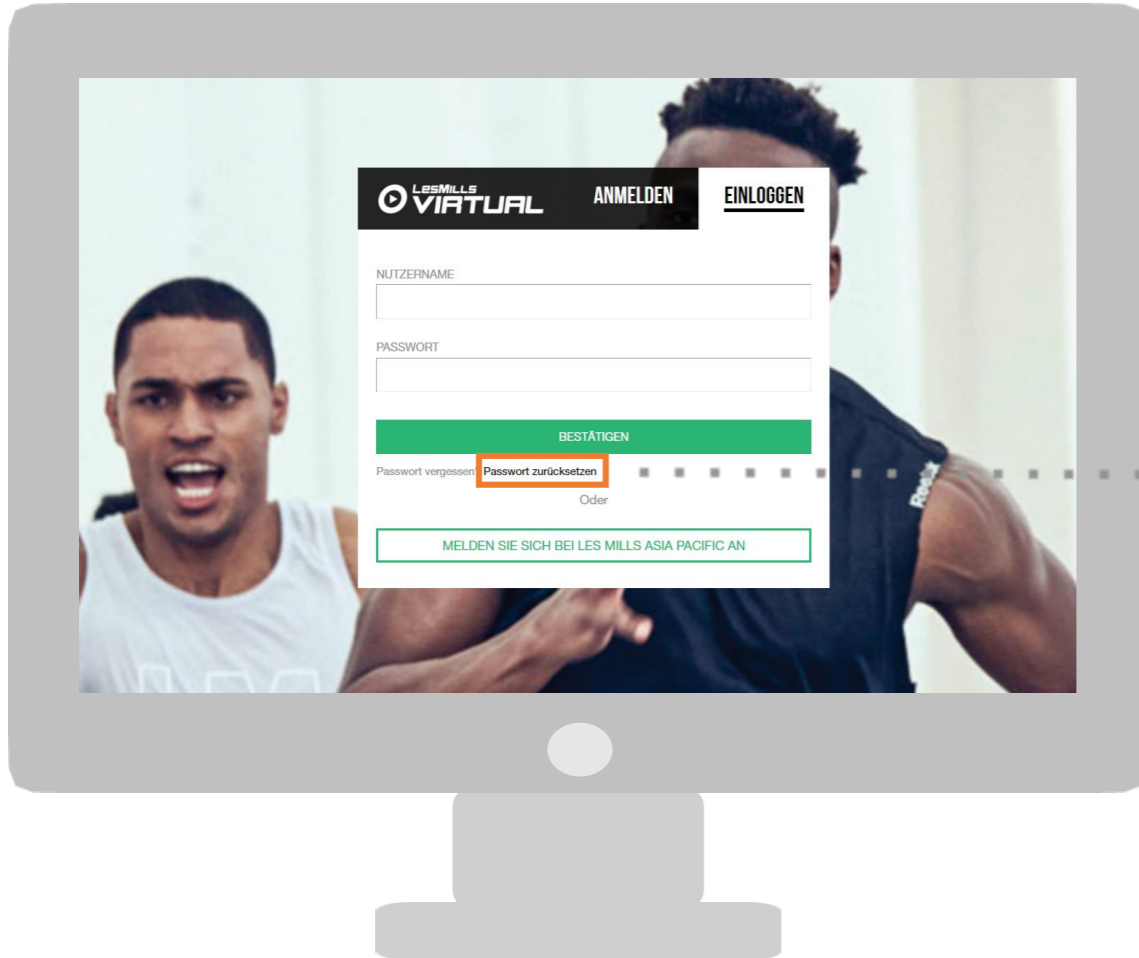 LESMILLS
VIRTUAL
ANMELDEN
EINLOGGEN
NUTZERNAME
PASSWORT
BESTÄTIGEN
Passwort vergessen? Passwort zurücksetzen
Oder
MELDEN SIE SICH BEI LES MILLS ASIA PACIFIC AN
Reebok